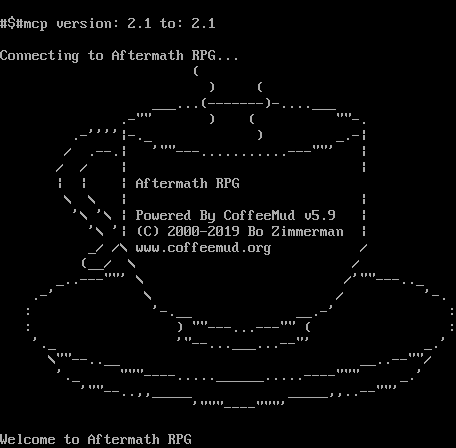 #$#mcp version: 2.1 to: 2.1
Connecting to Aftermath RPG...
Aftermath RPG
Powered By CoffeeMud v5.9
(C) 2000-2019 Bo Zimmerman
www.coffeemud.org
Welcome to Aftermath RPG